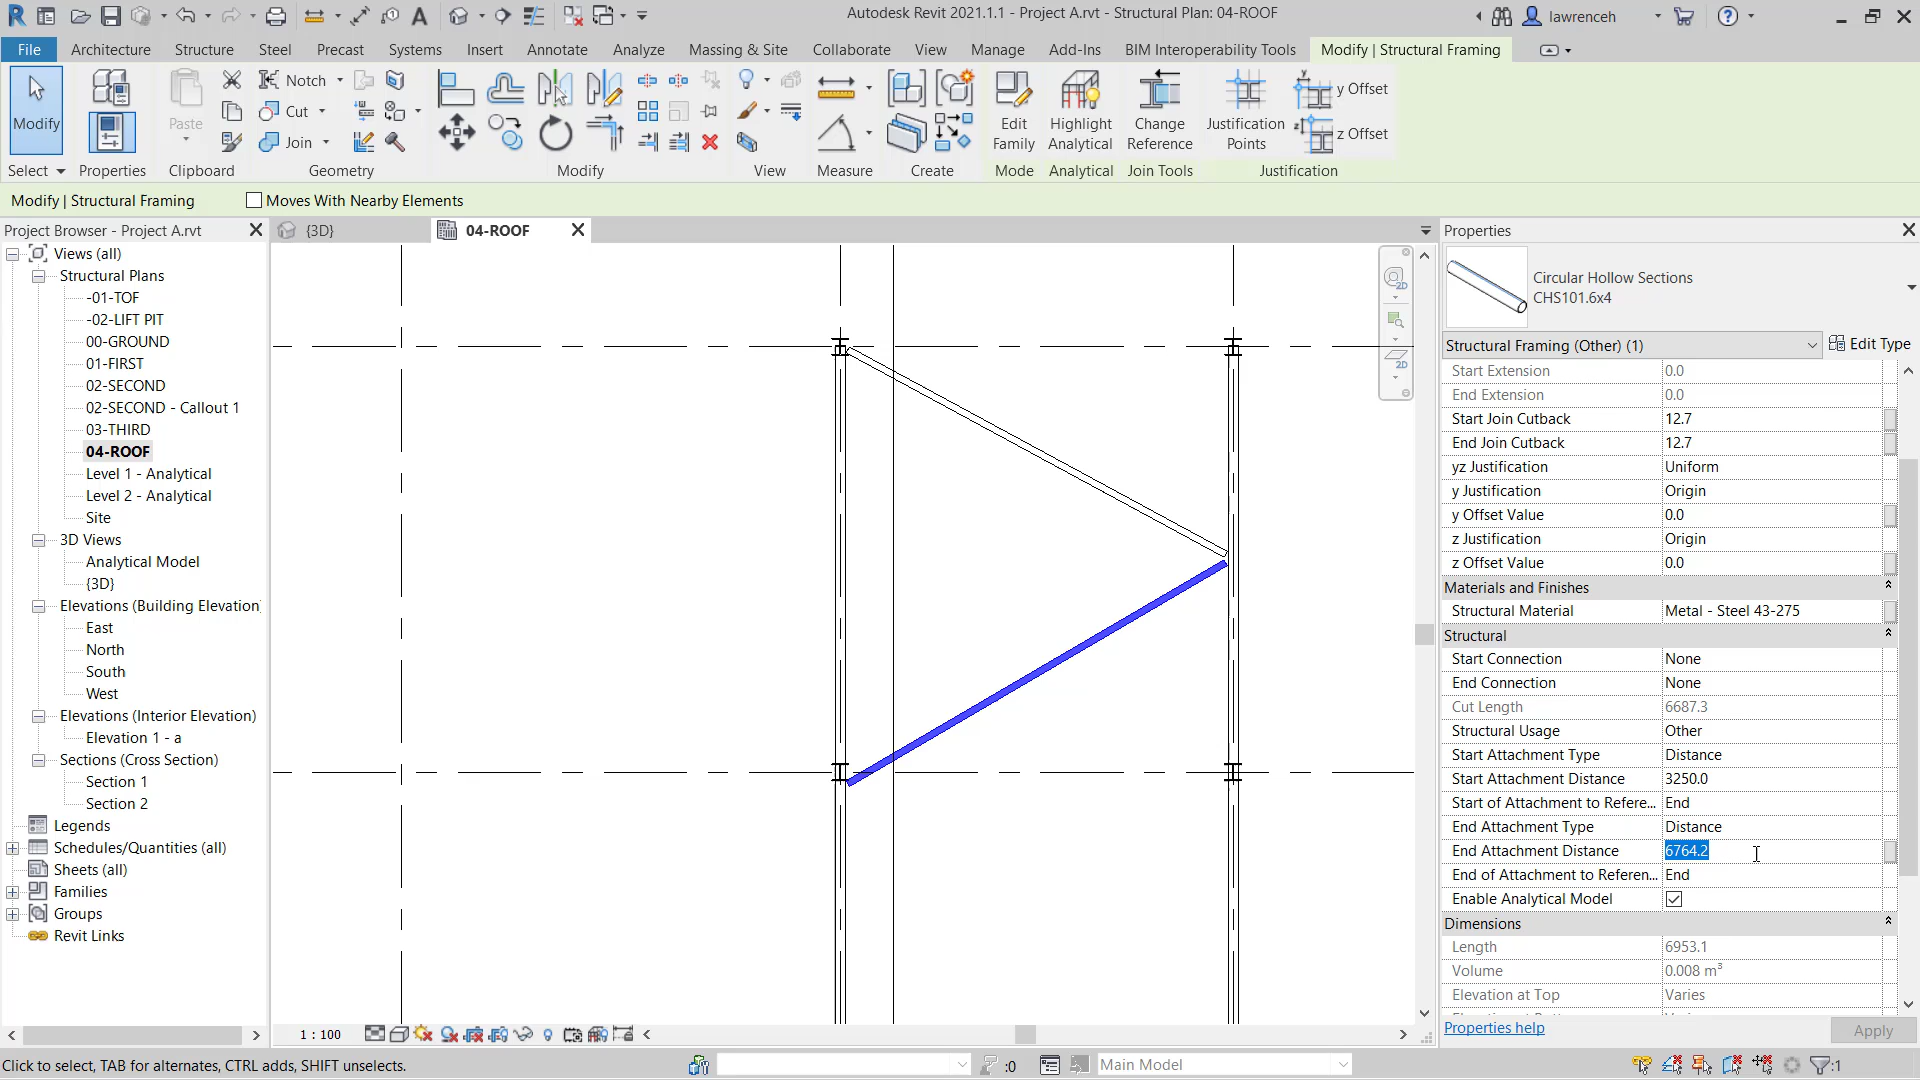 Autodesk Revit 2021.1.1 - Project A.rvt - Structural Plan: 04-ROOF
lawrenceh
File Architecture Structure Steel Precast Systems Insert Annotate Analyze Massing & Site Collaborate View Manage Add-Ins BIM Interoperability Tools Modify | Structural Framing
Modify
Paste
Notch
Cut
Join
Edit Family
Highlight Analytical
Change Reference
Justification Points
y Offset
z Offset
Select Properties Clipboard Geometry Modify View Measure Create Mode Analytical Join Tools Justification
Modify | Structural Framing Moves With Nearby Elements
Project Browser - Project A.rvt
Views (all)
Structural Plans
-01-TOF
-02-LIFT PIT
00-GROUND
01-FIRST
02-SECOND
02-SECOND - Callout 1
03-THIRD
04-ROOF
Level 1 - Analytical
Level 2 - Analytical
Site
3D Views
Analytical Model
{3D}
Elevations (Building Elevation)
East
North
South
West
Elevations (Interior Elevation)
Elevation 1 - a
Sections (Cross Section)
Section 1
Section 2
Legends
Schedules/Quantities (all)
Sheets (all)
Families
Groups
Revit Links
{3D} 04-ROOF
2D
2D
1 : 100
Properties
Circular Hollow Sections
CHS101.6x4
Structural Framing (Other) (1) Edit Type
Start Extension 0.0
End Extension 0.0
Start Join Cutback 12.7
End Join Cutback 12.7
yz Justification Uniform
y Justification Origin
y Offset Value 0.0
z Justification Origin
z Offset Value 0.0
Materials and Finishes
Structural Material Metal - Steel 43-275
Structural
Start Connection None
End Connection None
Cut Length 6687.3
Structural Usage Other
Start Attachment Type Distance
Start Attachment Distance 3250.0
Start of Attachment to Refere... End
End Attachment Type Distance
End Attachment Distance 6764.2
End of Attachment to Referen... End
Enable Analytical Model
Dimensions
Length 6953.1
Volume 0.008 m³
Elevation at Top Varies
Properties help Apply
Click to select, TAB for alternates, CTRL adds, SHIFT unselects. :0 Main Model :1